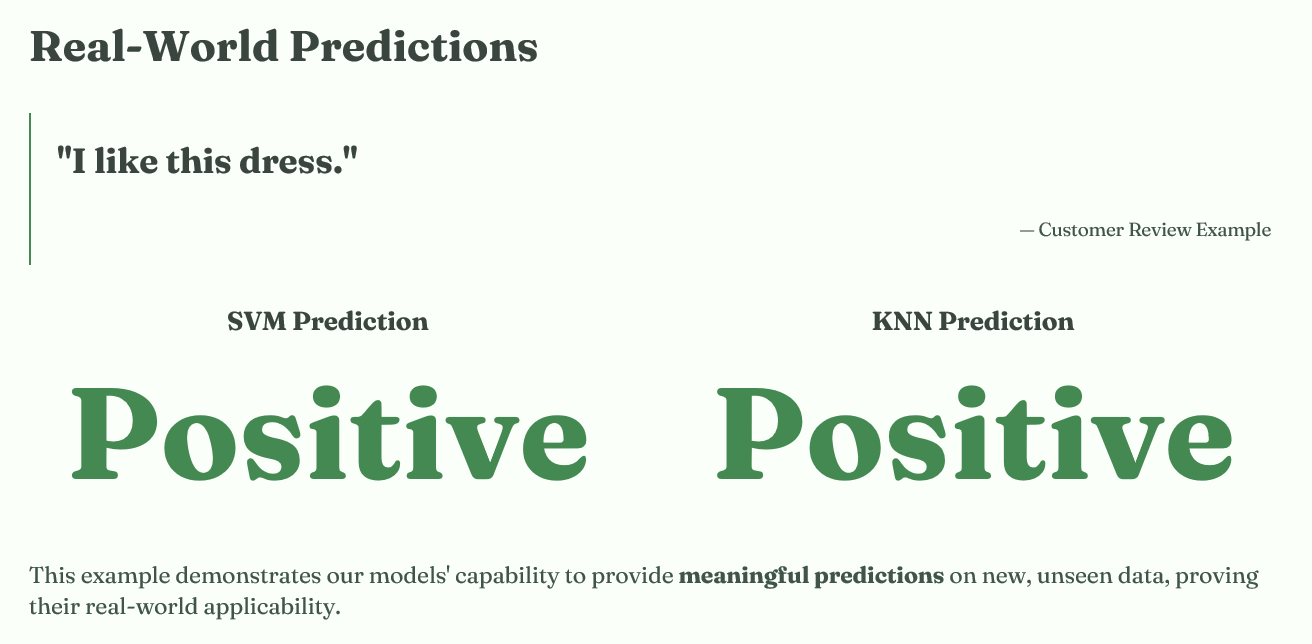 Real-World Predictions
"I like this dress."
— Customer Review Example
SVM Prediction
KNN Prediction
Positive
Positive
This example demonstrates our models' capability to provide meaningful predictions on new, unseen data, proving
their real-world applicability.